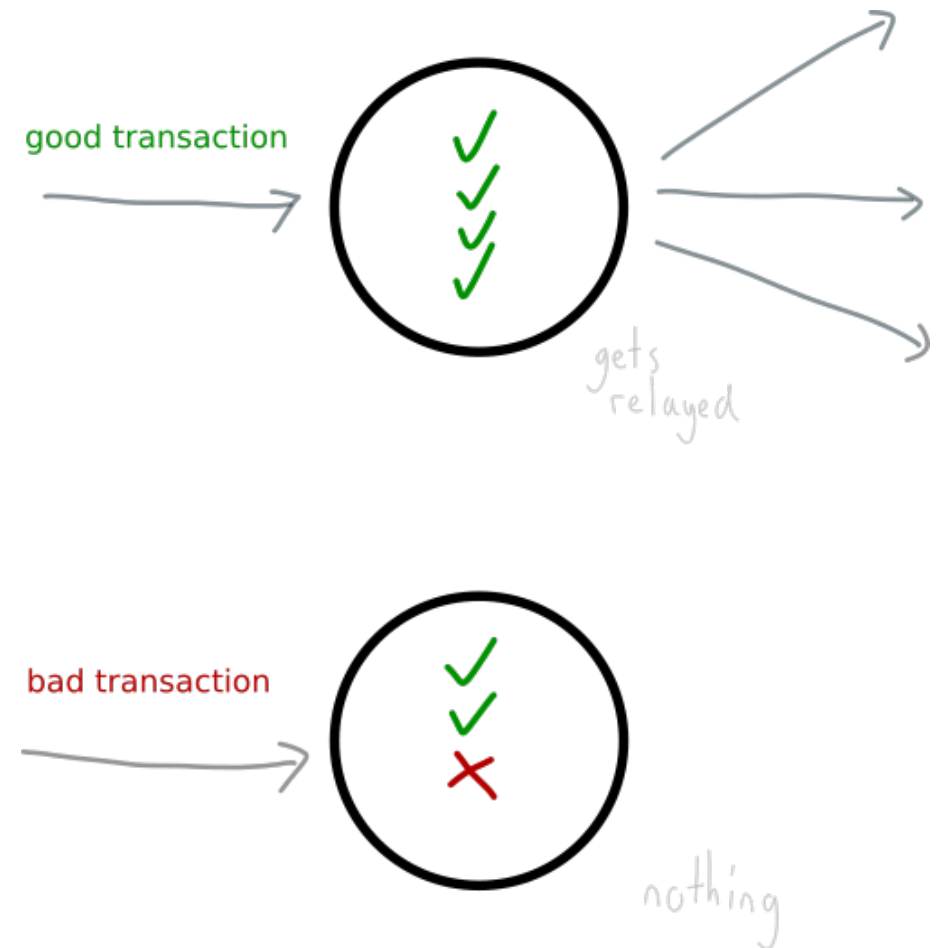 good transaction
gets
relayed
bad transaction
nothing